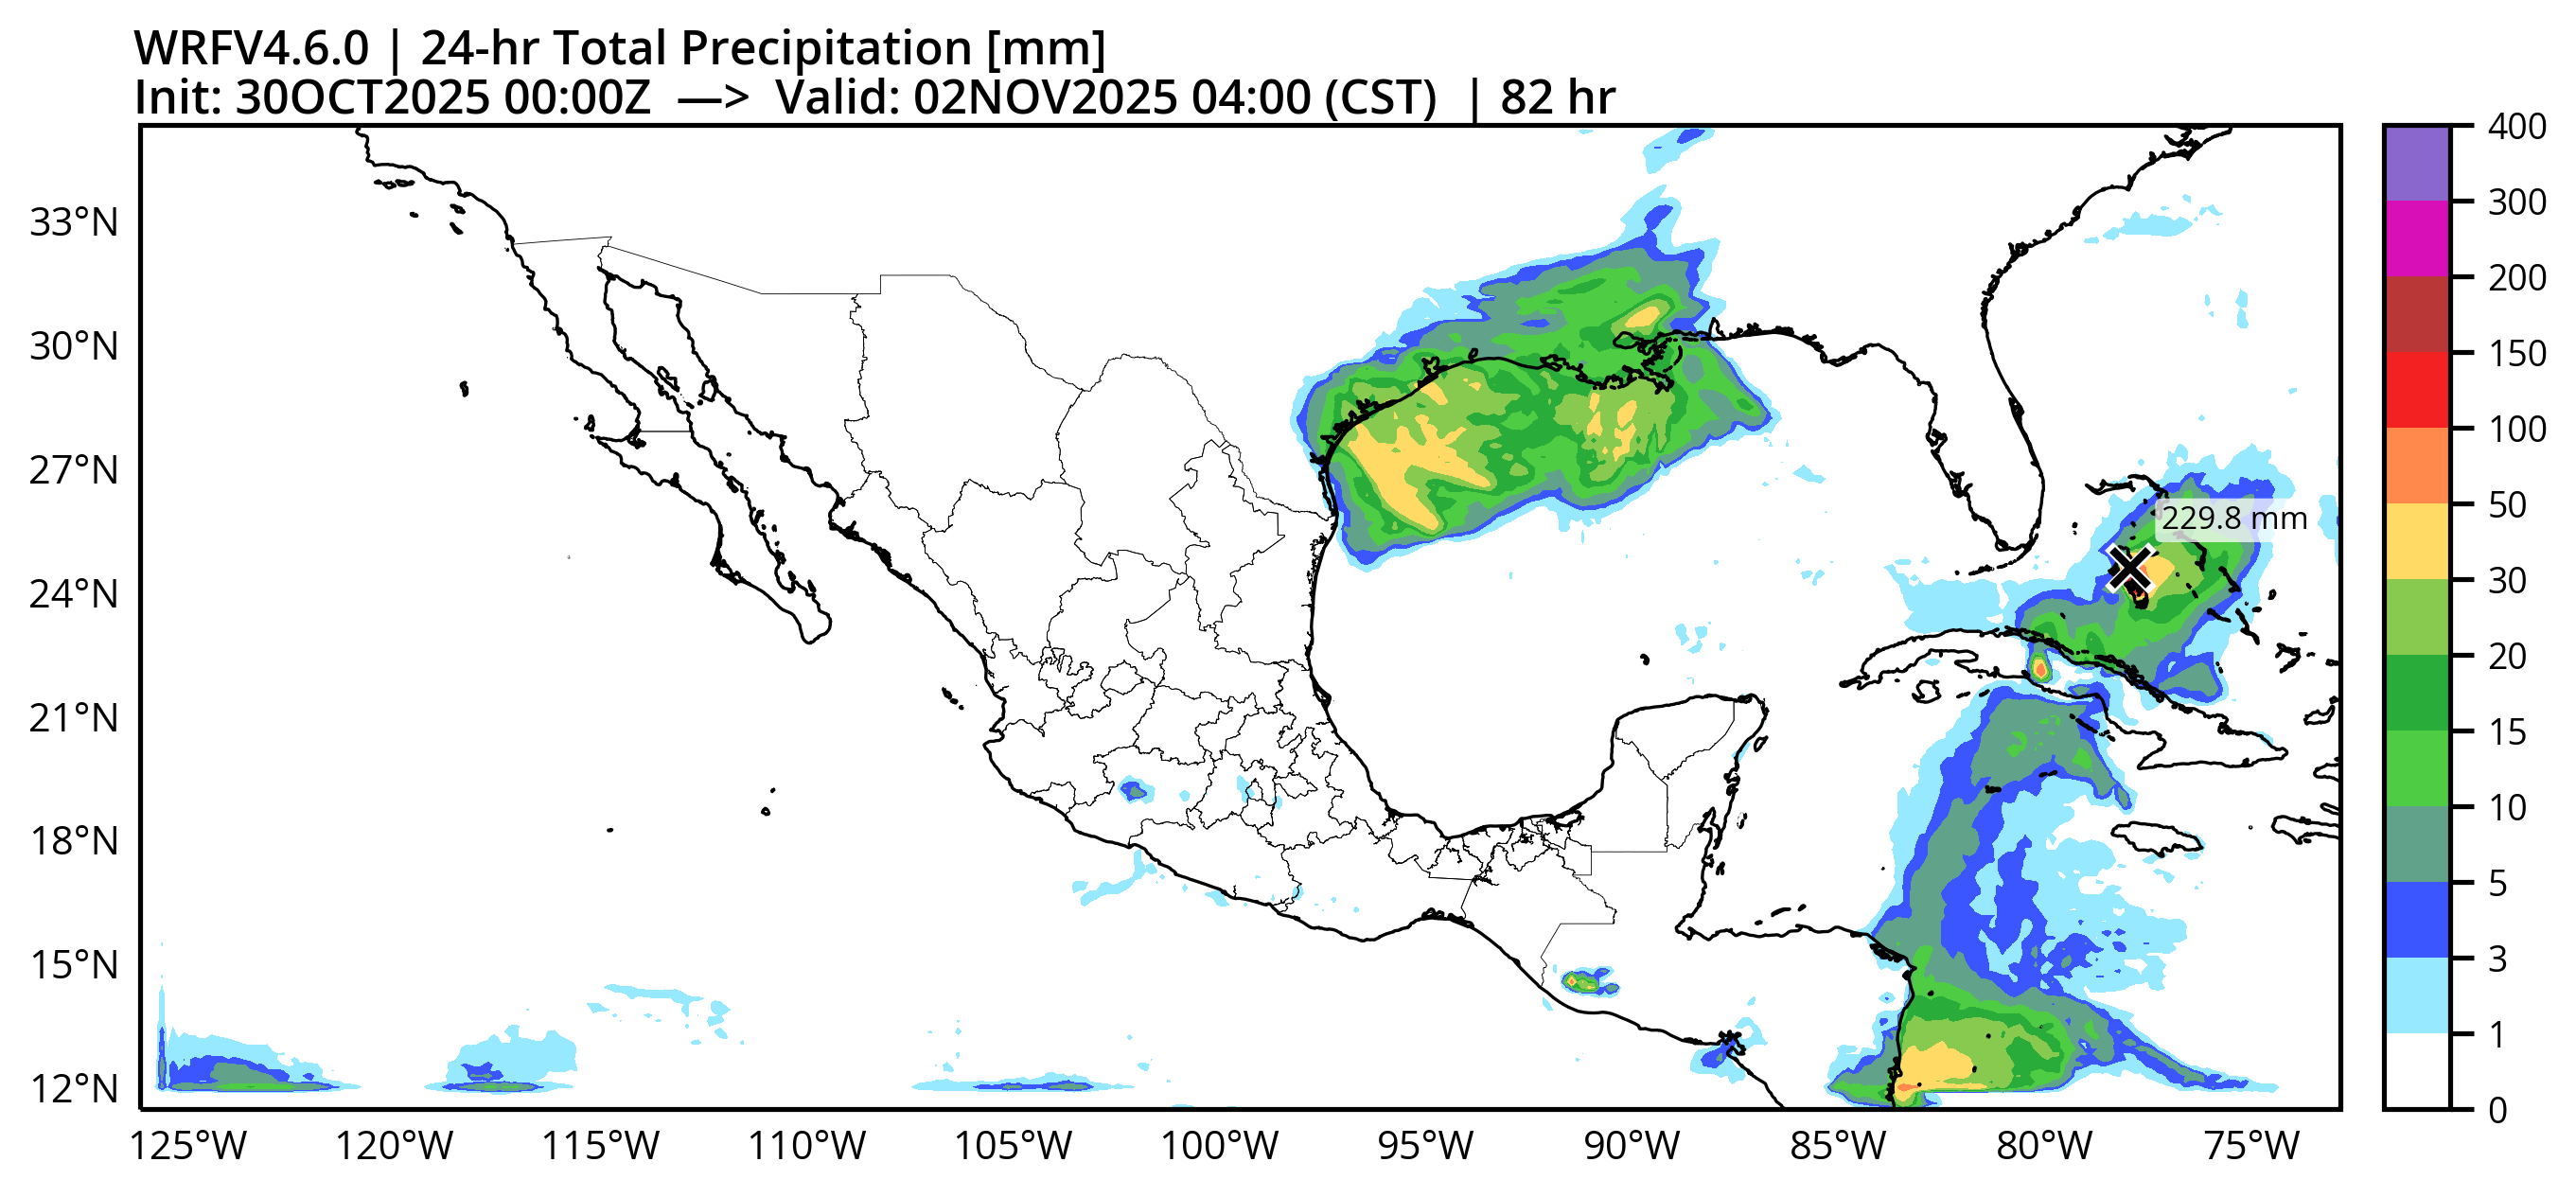 WRFV4.6.0 | 24-hr Total Precipitation [mm]
Init: 30OCT2025 00:00Z —> Valid: 02NOV2025 04:00 (CST) | 82 hr
33°N
30°N
27°N
24°N
21°N
18°N
15°N
12°N
125°W
120°W
115°W
110°W
105°W
100°W
95°W
90°W
85°W
80°W
75°W
229.8 mm
400
300
200
150
100
50
30
20
15
10
5
3
1
0